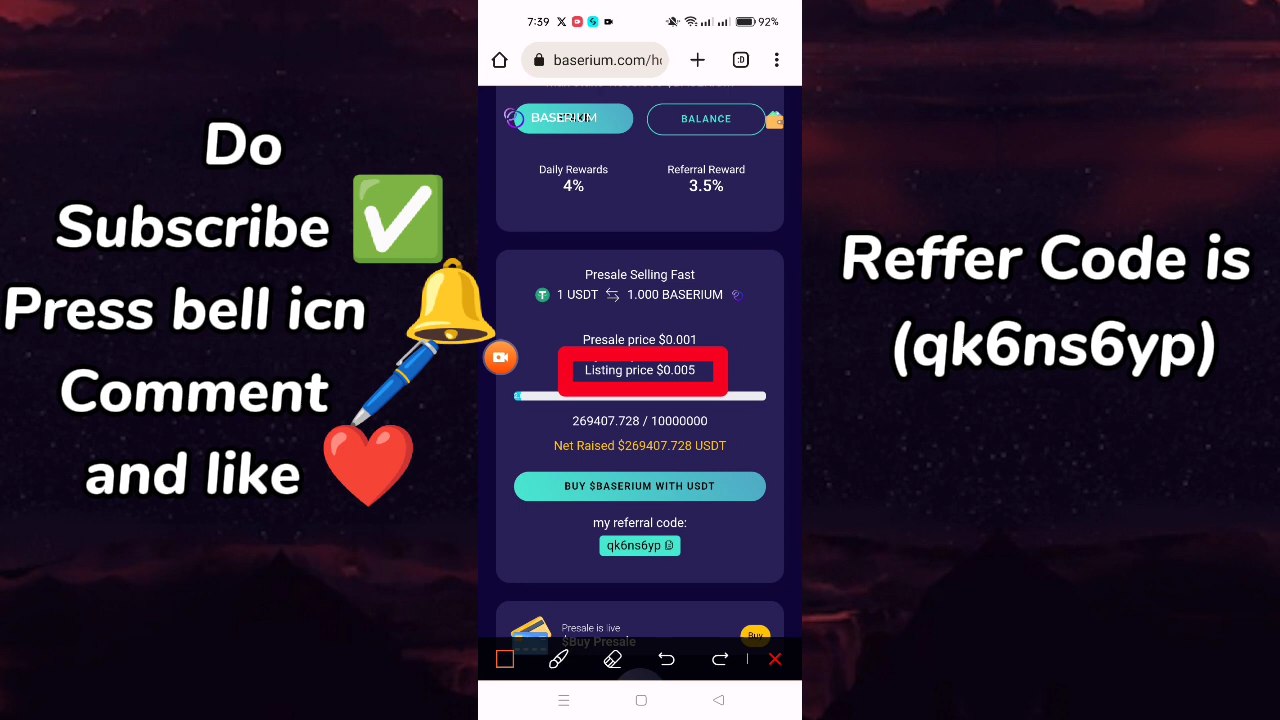 Do
Subscribe
Press bell icn
Comment
and like
7:39
92%
baserium.com/h
:D
BASERIUM
BALANCE
Daily Rewards
4%
Referral Reward
3.5%
Presale Selling Fast
1 USDT
1.000 BASERIUM
Presale price $0.001
Listing price $0.005
269407.728 / 10000000
Net Raised $269407.728 USDT
BUY $BASERIUM WITH USDT
my referral code:
qk6ns6yp
Presale is live
$Buy Presale
Buy
Reffer Code is
(qk6ns6yp)